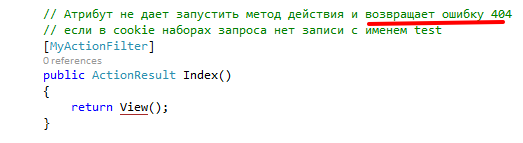 // Атрибут не дает запустить метод действия и возвращает ошибку 404
// если в cookie наборах запроса нет записи с именем test
[MyActionFilter]
0 references
public ActionResult Index()
{
return View();
}